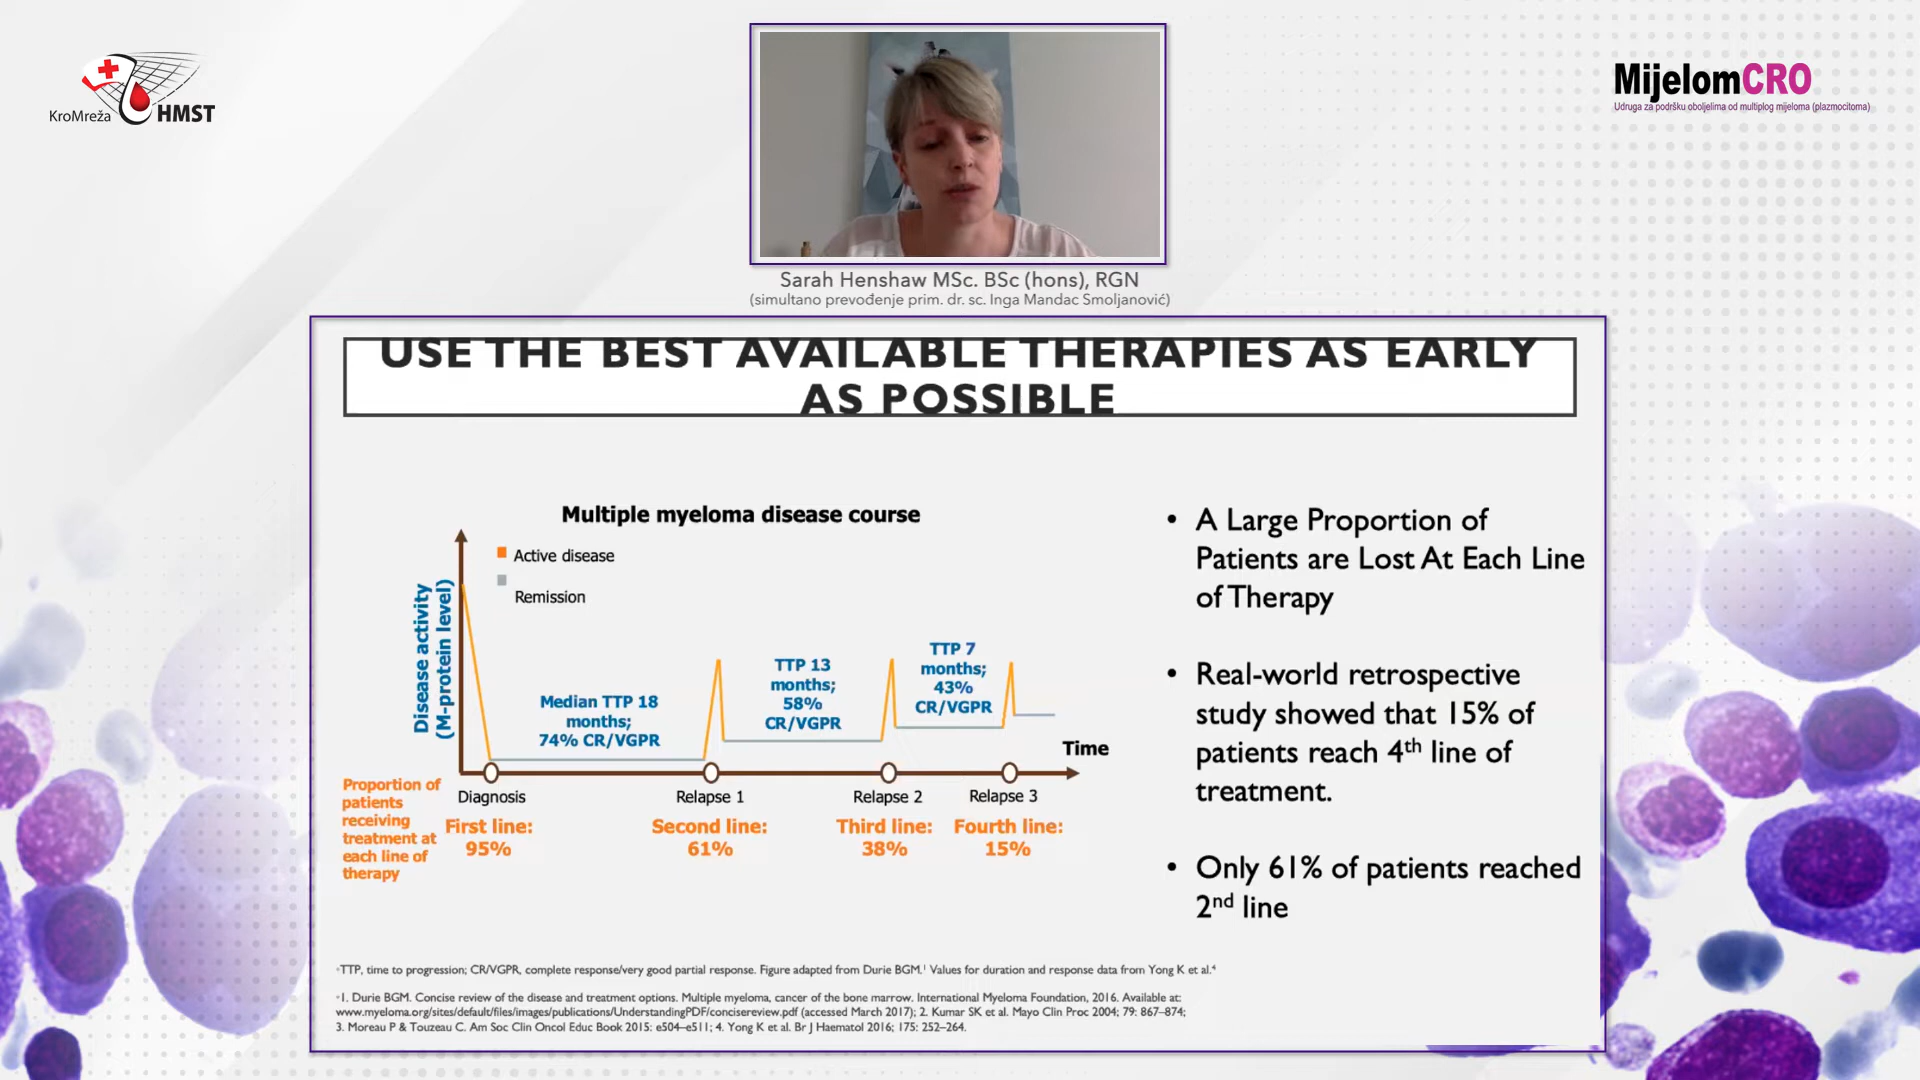 KroMreža HMST
MijelomCRO
Udruga za podršku oboljelima od multiplog mijeloma (plazmocitoma)
Sarah Henshaw MSc. BSc (hons), RGN
(simultano prevođenje prim. dr. sc. Inga Mandac Smoljanović)
USE THE BEST AVAILABLE THERAPIES AS EARLY
AS POSSIBLE
Multiple myeloma disease course
Active disease
Remission
Disease activity
(M-protein level)
Median TTP 18
months;
74% CR/VGPR
TTP 13
months;
58%
CR/VGPR
TTP 7
months;
43%
CR/VGPR
Time
Diagnosis
Relapse 1
Relapse 2
Relapse 3
Proportion of
patients
receiving
treatment at
each line of
therapy
First line:
95%
Second line:
61%
Third line:
38%
Fourth line:
15%
• A Large Proportion of
Patients are Lost At Each Line
of Therapy
• Real-world retrospective
study showed that 15% of
patients reach 4th line of
treatment.
• Only 61% of patients reached
2nd line
•TTP, time to progression; CR/VGPR, complete response/very good partial response. Figure adapted from Durie BGM.1 Values for duration and response data from Yong K et al.4
•1. Durie BGM. Concise review of the disease and treatment options. Multiple myeloma, cancer of the bone marrow. International Myeloma Foundation, 2016. Available at:
www.myeloma.org/sites/default/files/images/publications/UnderstandingPDF/concisereview.pdf (accessed March 2017); 2. Kumar SK et al. Mayo Clin Proc 2004; 79: 867–874;
3. Moreau P & Touzeau C. Am Soc Clin Oncol Educ Book 2015: e504–e511; 4. Yong K et al. Br J Haematol 2016; 175: 252–264.